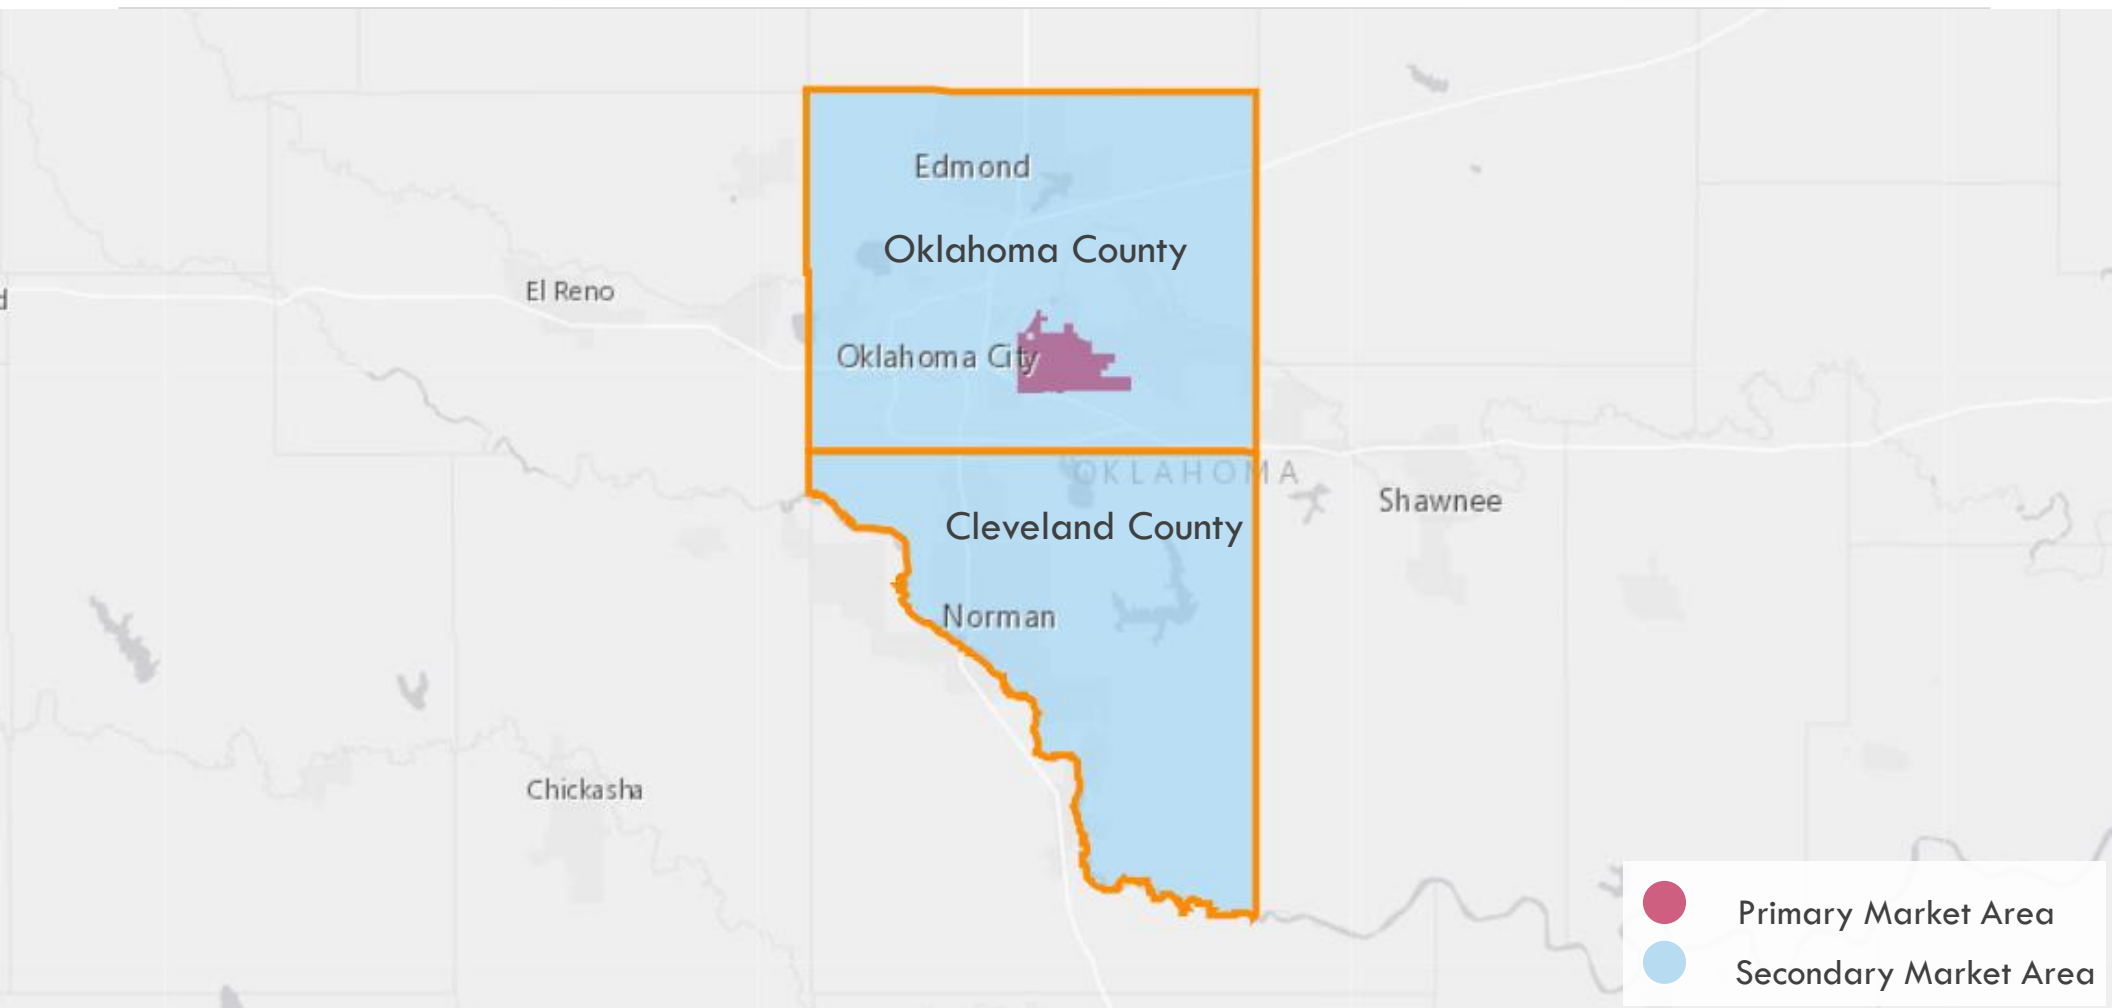 Edmond
Oklahoma County
El Reno
d
Oklahoma City
OKLAHOMA
Shawnee
Cleveland County
Norman
Chickasha
Primary Market Area
Secondary Market Area